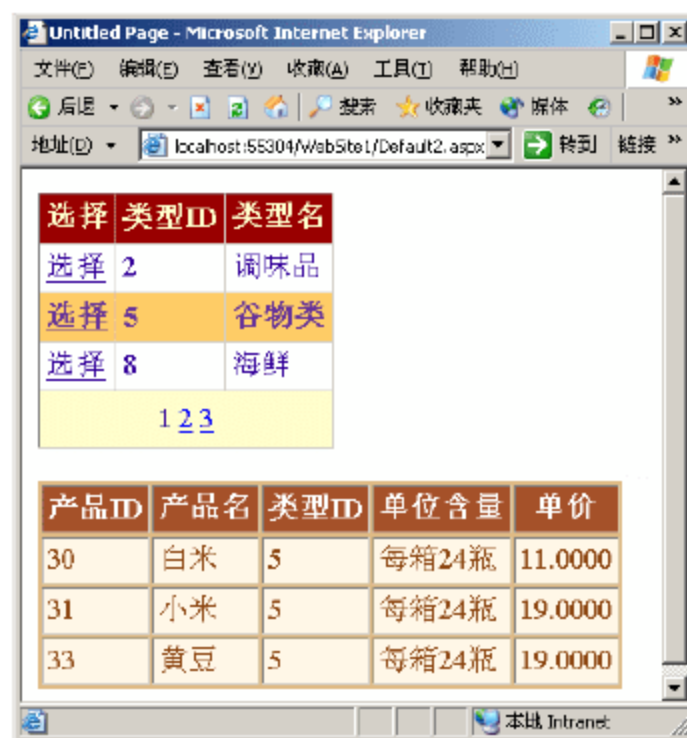 Untitled Page - Microsoft Internet Explorer
文件(F) 编辑(E) 查看(V) 收藏(A) 工具(T) 帮助(H)
后退 搜索 收藏夹 媒体 »
地址(D) localhost:55304/WebSite1/Default2.aspx 转到 链接 »
选择 类型ID 类型名
选择 2 调味品
选择 5 谷物类
选择 8 海鲜
1 2 3
产品ID 产品名 类型ID 单位含量 单价
30 白米 5 每箱24瓶 11.0000
31 小米 5 每箱24瓶 19.0000
33 黄豆 5 每箱24瓶 19.0000
本地 Intranet